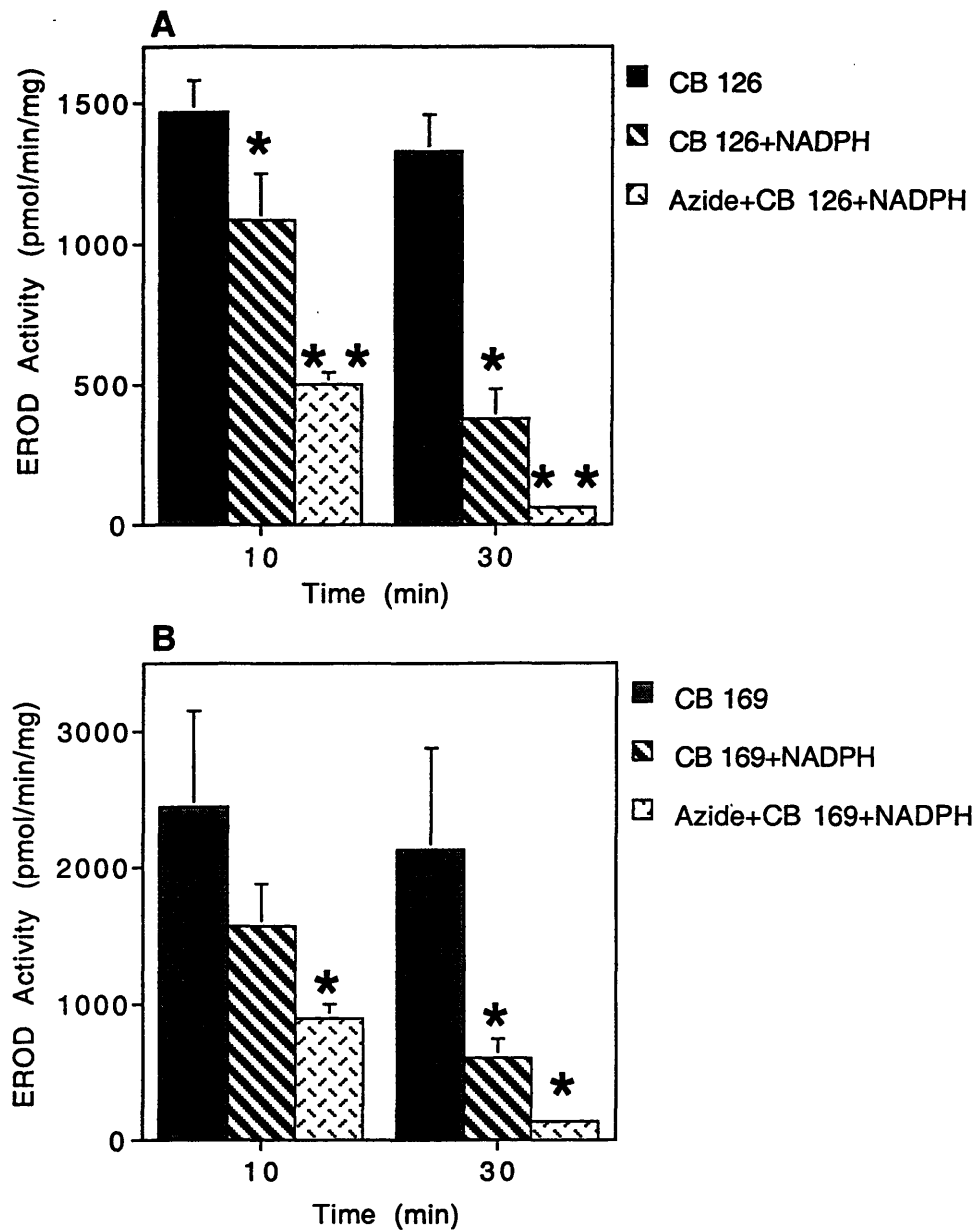 A
EROD Activity (pmol/min/mg)
1500
1000
500
0
* 
* *
*
* *
10 30
Time (min)
CB 126
CB 126+NADPH
Azide+CB 126+NADPH
B
EROD Activity (pmol/min/mg)
3000
2000
1000
0
*
*
*
10 30
Time (min)
CB 169
CB 169+NADPH
Azide+CB 169+NADPH